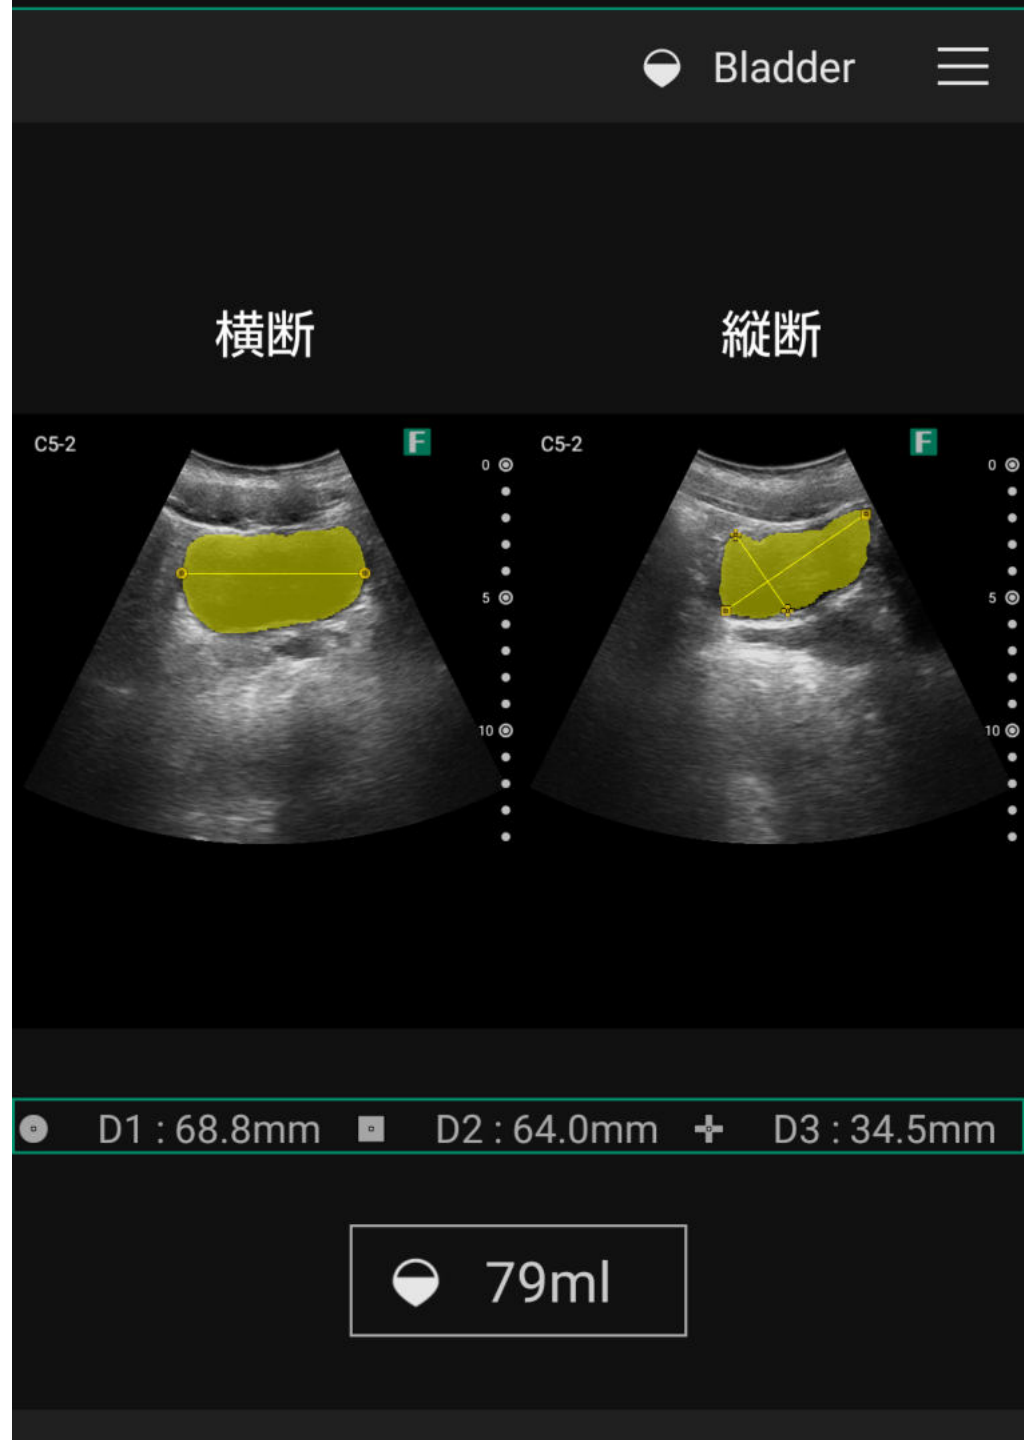 Bladder
横断
縦断
C5-2
F
0
5
10
C5-2
F
0
5
10
D1 : 68.8mm
D2 : 64.0mm
D3 : 34.5mm
79ml